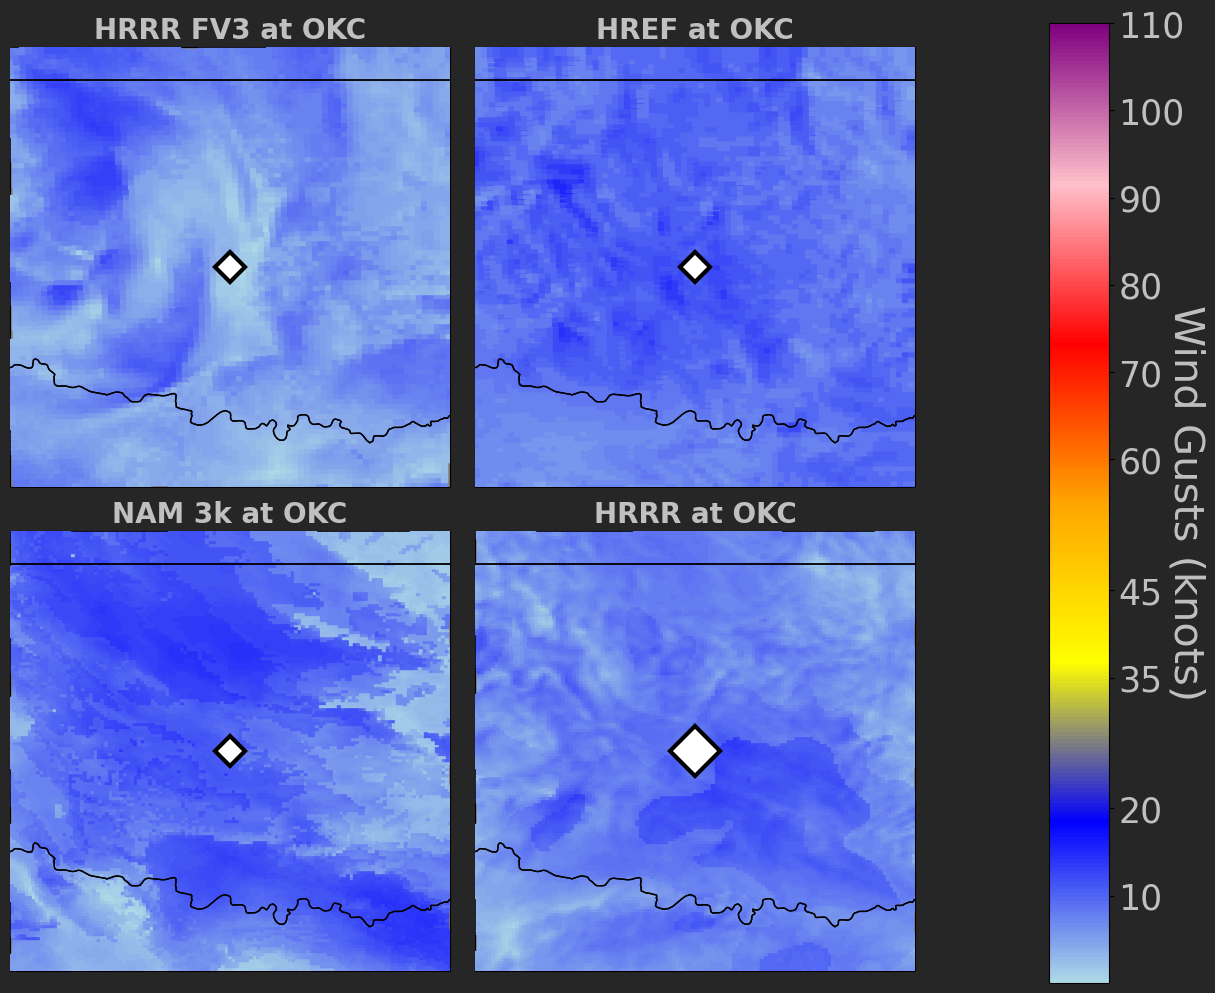 HRRR FV3 at OKC
HREF at OKC
NAM 3k at OKC
HRRR at OKC
110
100
90
80
70
60
45
35
20
10
Wind Gusts (knots)